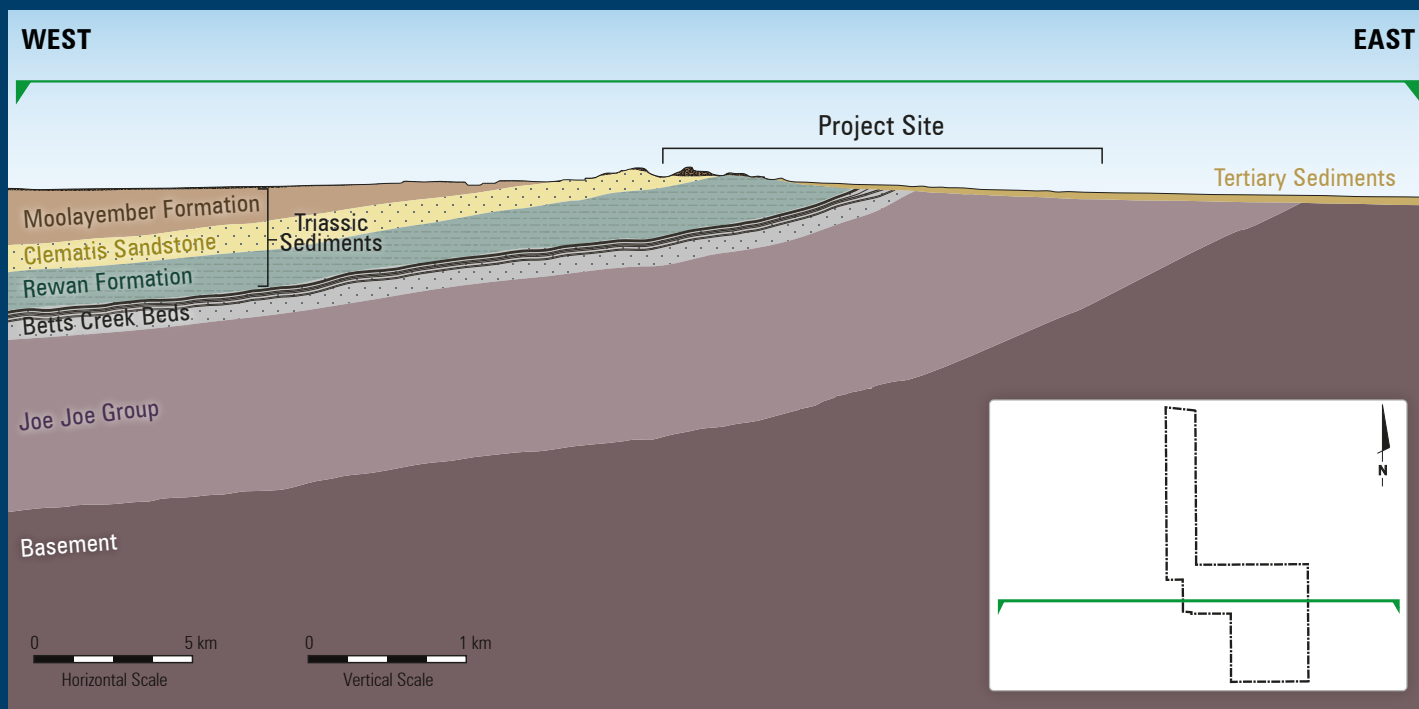 WEST
EAST
Project Site
Tertiary Sediments
Moolayember Formation
Clematis Sandstone
Rewan Formation
Triassic
Sediments
Betts Creek Beds
Joe Joe Group
Basement
0 5 km
Horizontal Scale
0 1 km
Vertical Scale
N